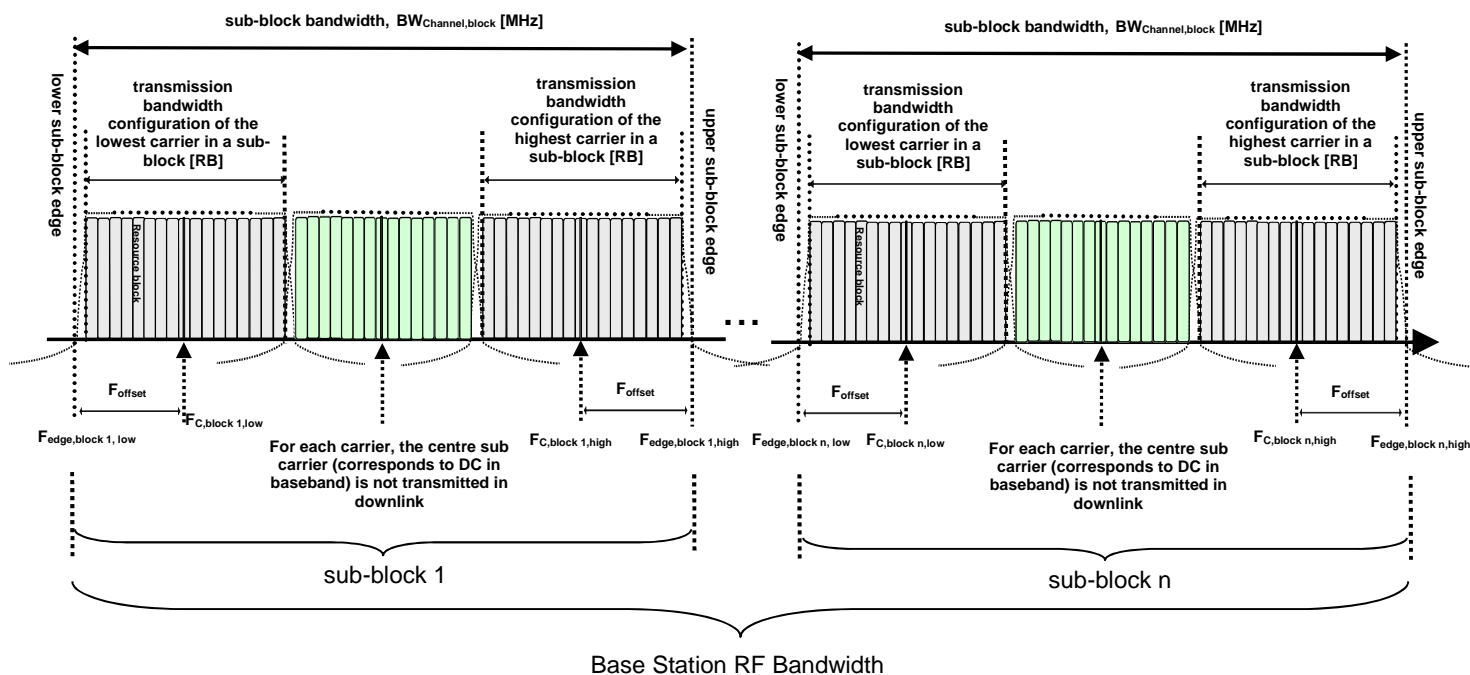 sub-block bandwidth, BWChannel,block [MHz]
lower sub-block edge
transmission
bandwidth
configuration of the
lowest carrier in a sub-
block [RB]
transmission
bandwidth
configuration of the
highest carrier in a
sub-block [RB]
upper sub-block edge
Resource block
Foffset
FC,block 1,low
Foffset
Fedge,block 1, low
FC,block 1,high
Fedge,block 1,high
For each carrier, the centre sub
carrier (corresponds to DC in
baseband) is not transmitted in
downlink
sub-block 1
...
sub-block bandwidth, BWChannel,block [MHz]
lower sub-block edge
transmission
bandwidth
configuration of the
lowest carrier in a
sub-block [RB]
transmission
bandwidth
configuration of the
highest carrier in a
sub-block [RB]
upper sub-block edge
Resource block
Foffset
Foffset
Fedge,block n, low
FC,block n,low
FC,block n,high
Fedge,block n,high
For each carrier, the centre sub
carrier (corresponds to DC in
baseband) is not transmitted in
downlink
sub-block n
Base Station RF Bandwidth